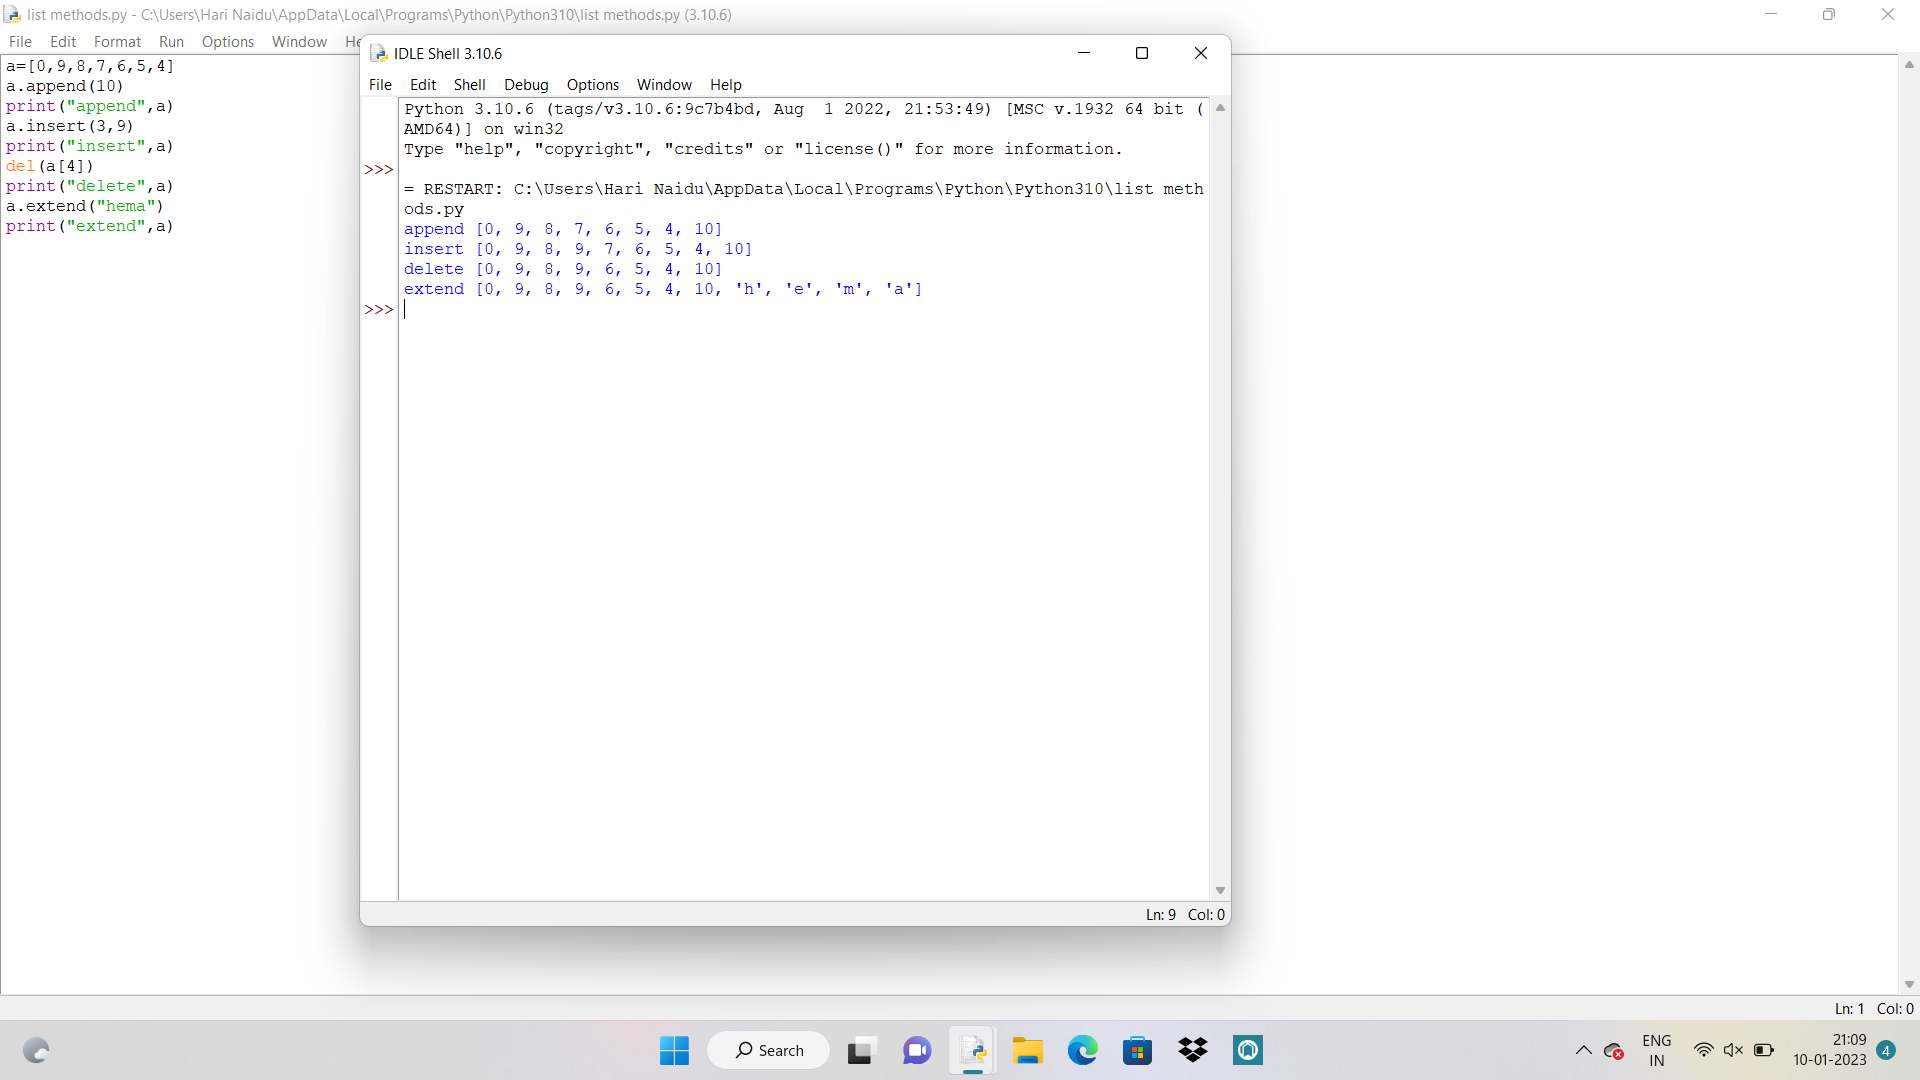 list methods.py - C:\Users\Hari Naidu\AppData\Local\Programs\Python\Python310\list methods.py (3.10.6)
File Edit Format Run Options Window
a=[0,9,8,7,6,5,4]
a.append(10)
print("append",a)
a.insert(3,9)
print("insert",a)
del(a[4])
print("delete",a)
a.extend("hema")
print("extend",a)
IDLE Shell 3.10.6
File Edit Shell Debug Options Window Help
Python 3.10.6 (tags/v3.10.6:9c7b4bd, Aug  1 2022, 21:53:49) [MSC v.1932 64 bit (
AMD64)] on win32
Type "help", "copyright", "credits" or "license()" for more information.
>>>
= RESTART: C:\Users\Hari Naidu\AppData\Local\Programs\Python\Python310\list meth
ods.py
append [0, 9, 8, 7, 6, 5, 4, 10]
insert [0, 9, 8, 9, 7, 6, 5, 4, 10]
delete [0, 9, 8, 9, 6, 5, 4, 10]
extend [0, 9, 8, 9, 6, 5, 4, 10, 'h', 'e', 'm', 'a']
>>>
Ln: 9 Col: 0
Ln: 1 Col: 0
Search
ENG
IN
21:09
10-01-2023
4